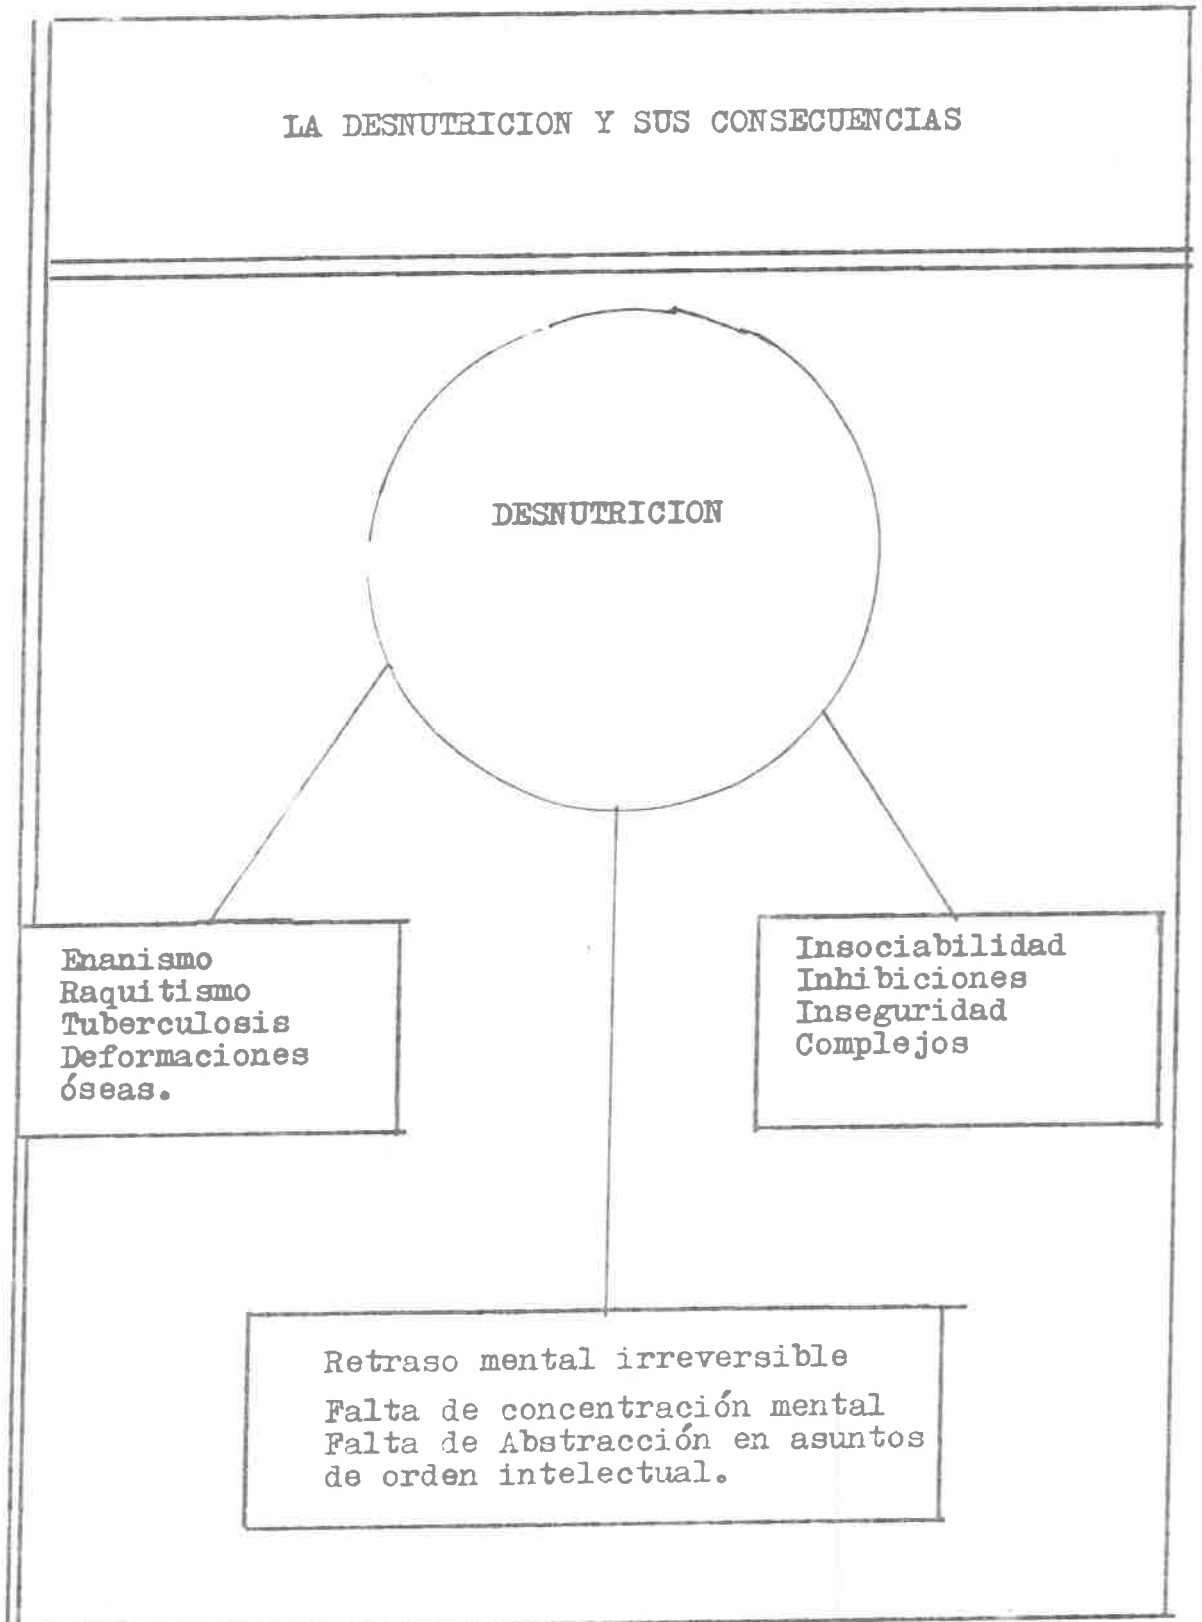 LA DESNUTRICION Y SUS CONSECUENCIAS
DESNUTRICION
Enanismo
Raquitismo
Tuberculosis
Deformaciones
óseas.
Insociabilidad
Inhibiciones
Inseguridad
Complejos
Retraso mental irreversible
Falta de concentración mental
Falta de Abstracción en asuntos
de orden intelectual.